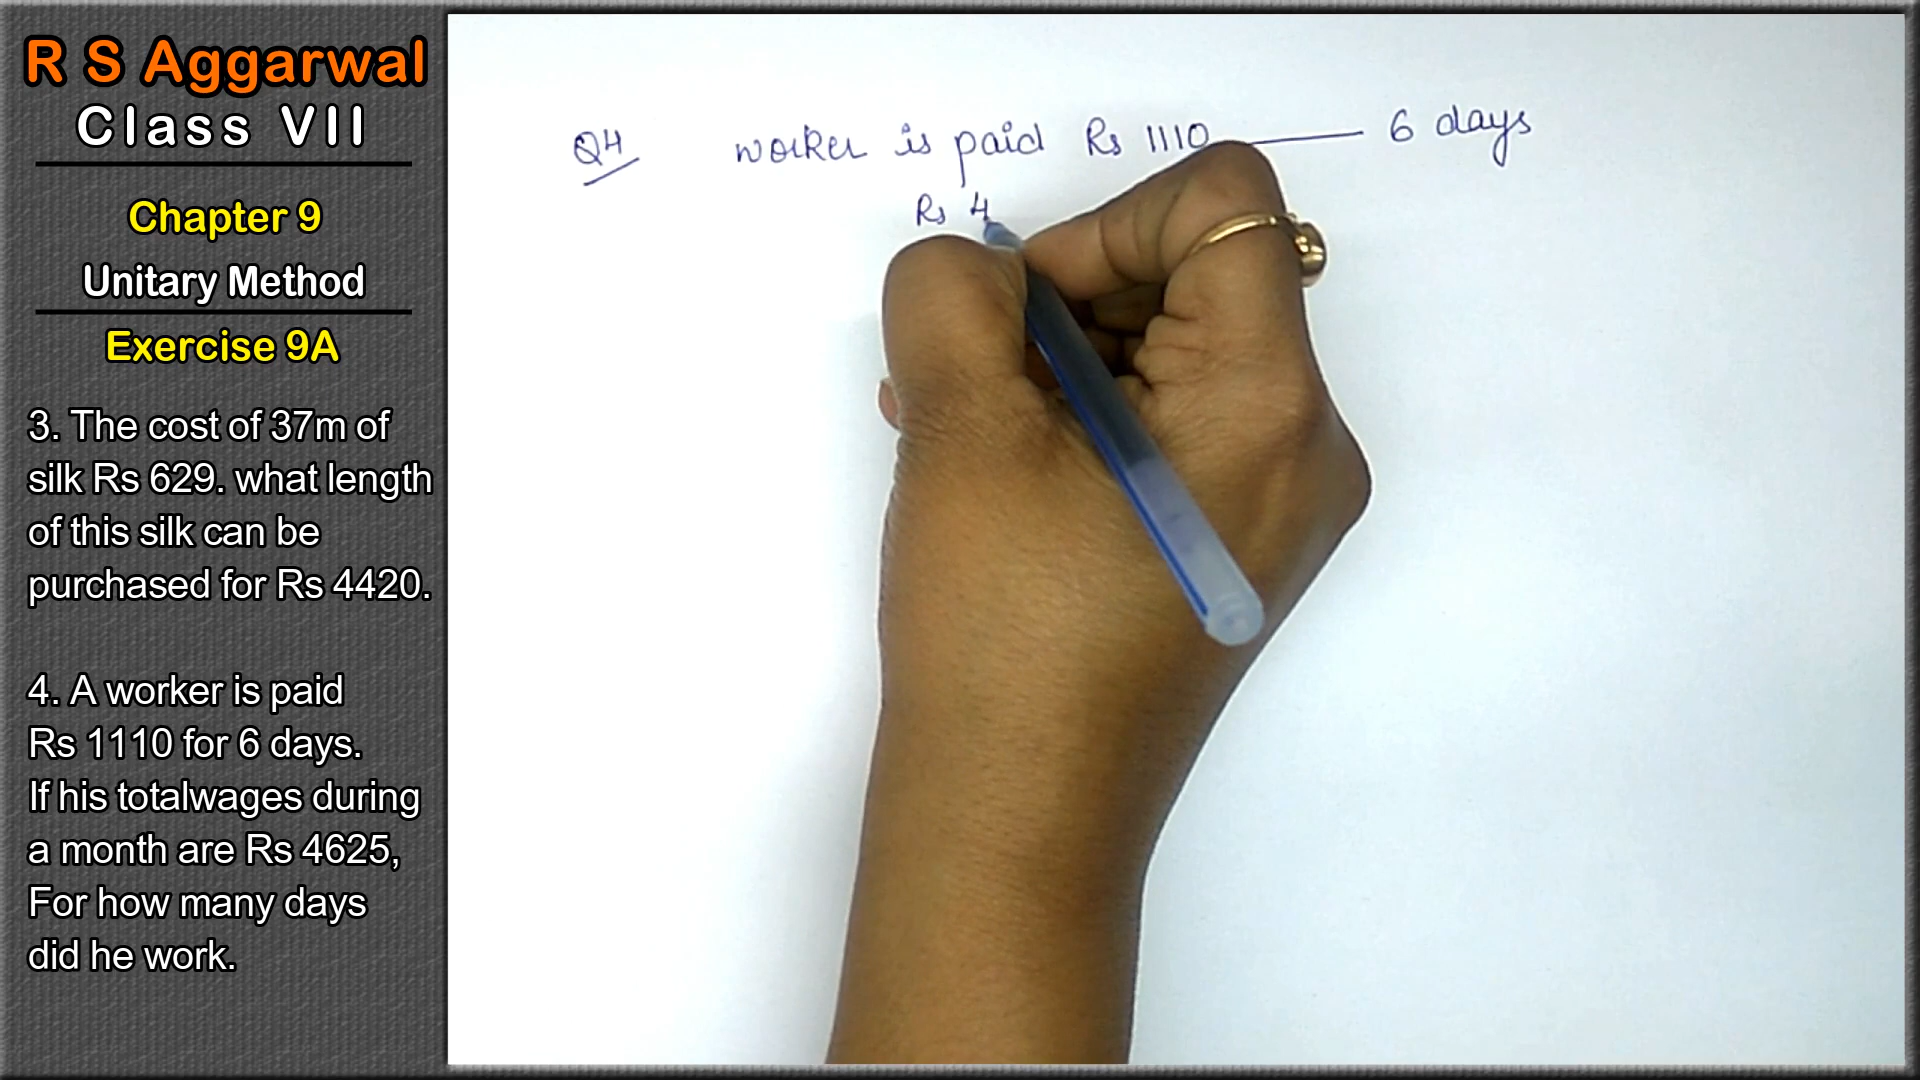 R S Aggarwal
Class VII
Chapter 9
Unitary Method
Exercise 9A
3. The cost of 37m of
silk Rs 629. what length
of this silk can be
purchased for Rs 4420.
4. A worker is paid
Rs 1110 for 6 days.
If his totalwages during
a month are Rs 4625,
For how many days
did he work.
Q4 worker is paid Rs 1110 —— 6 days
Rs 4